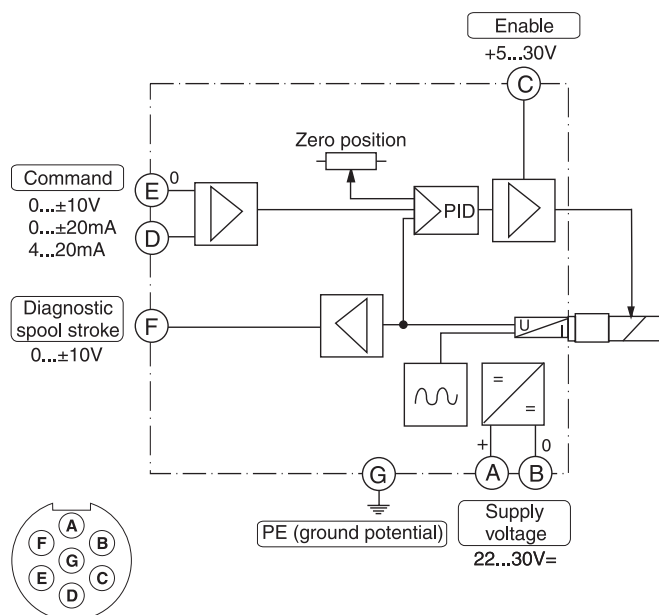 Enable
+5...30V
C
Zero position
Command
0...±10V
0...±20mA
4...20mA
E
0
D
PID
Diagnostic
spool stroke
0...±10V
F
U
L
=
=
+
0
A
B
G
PE (ground potential)
Supply
voltage
22...30V=
A
F
B
G
E
C
D